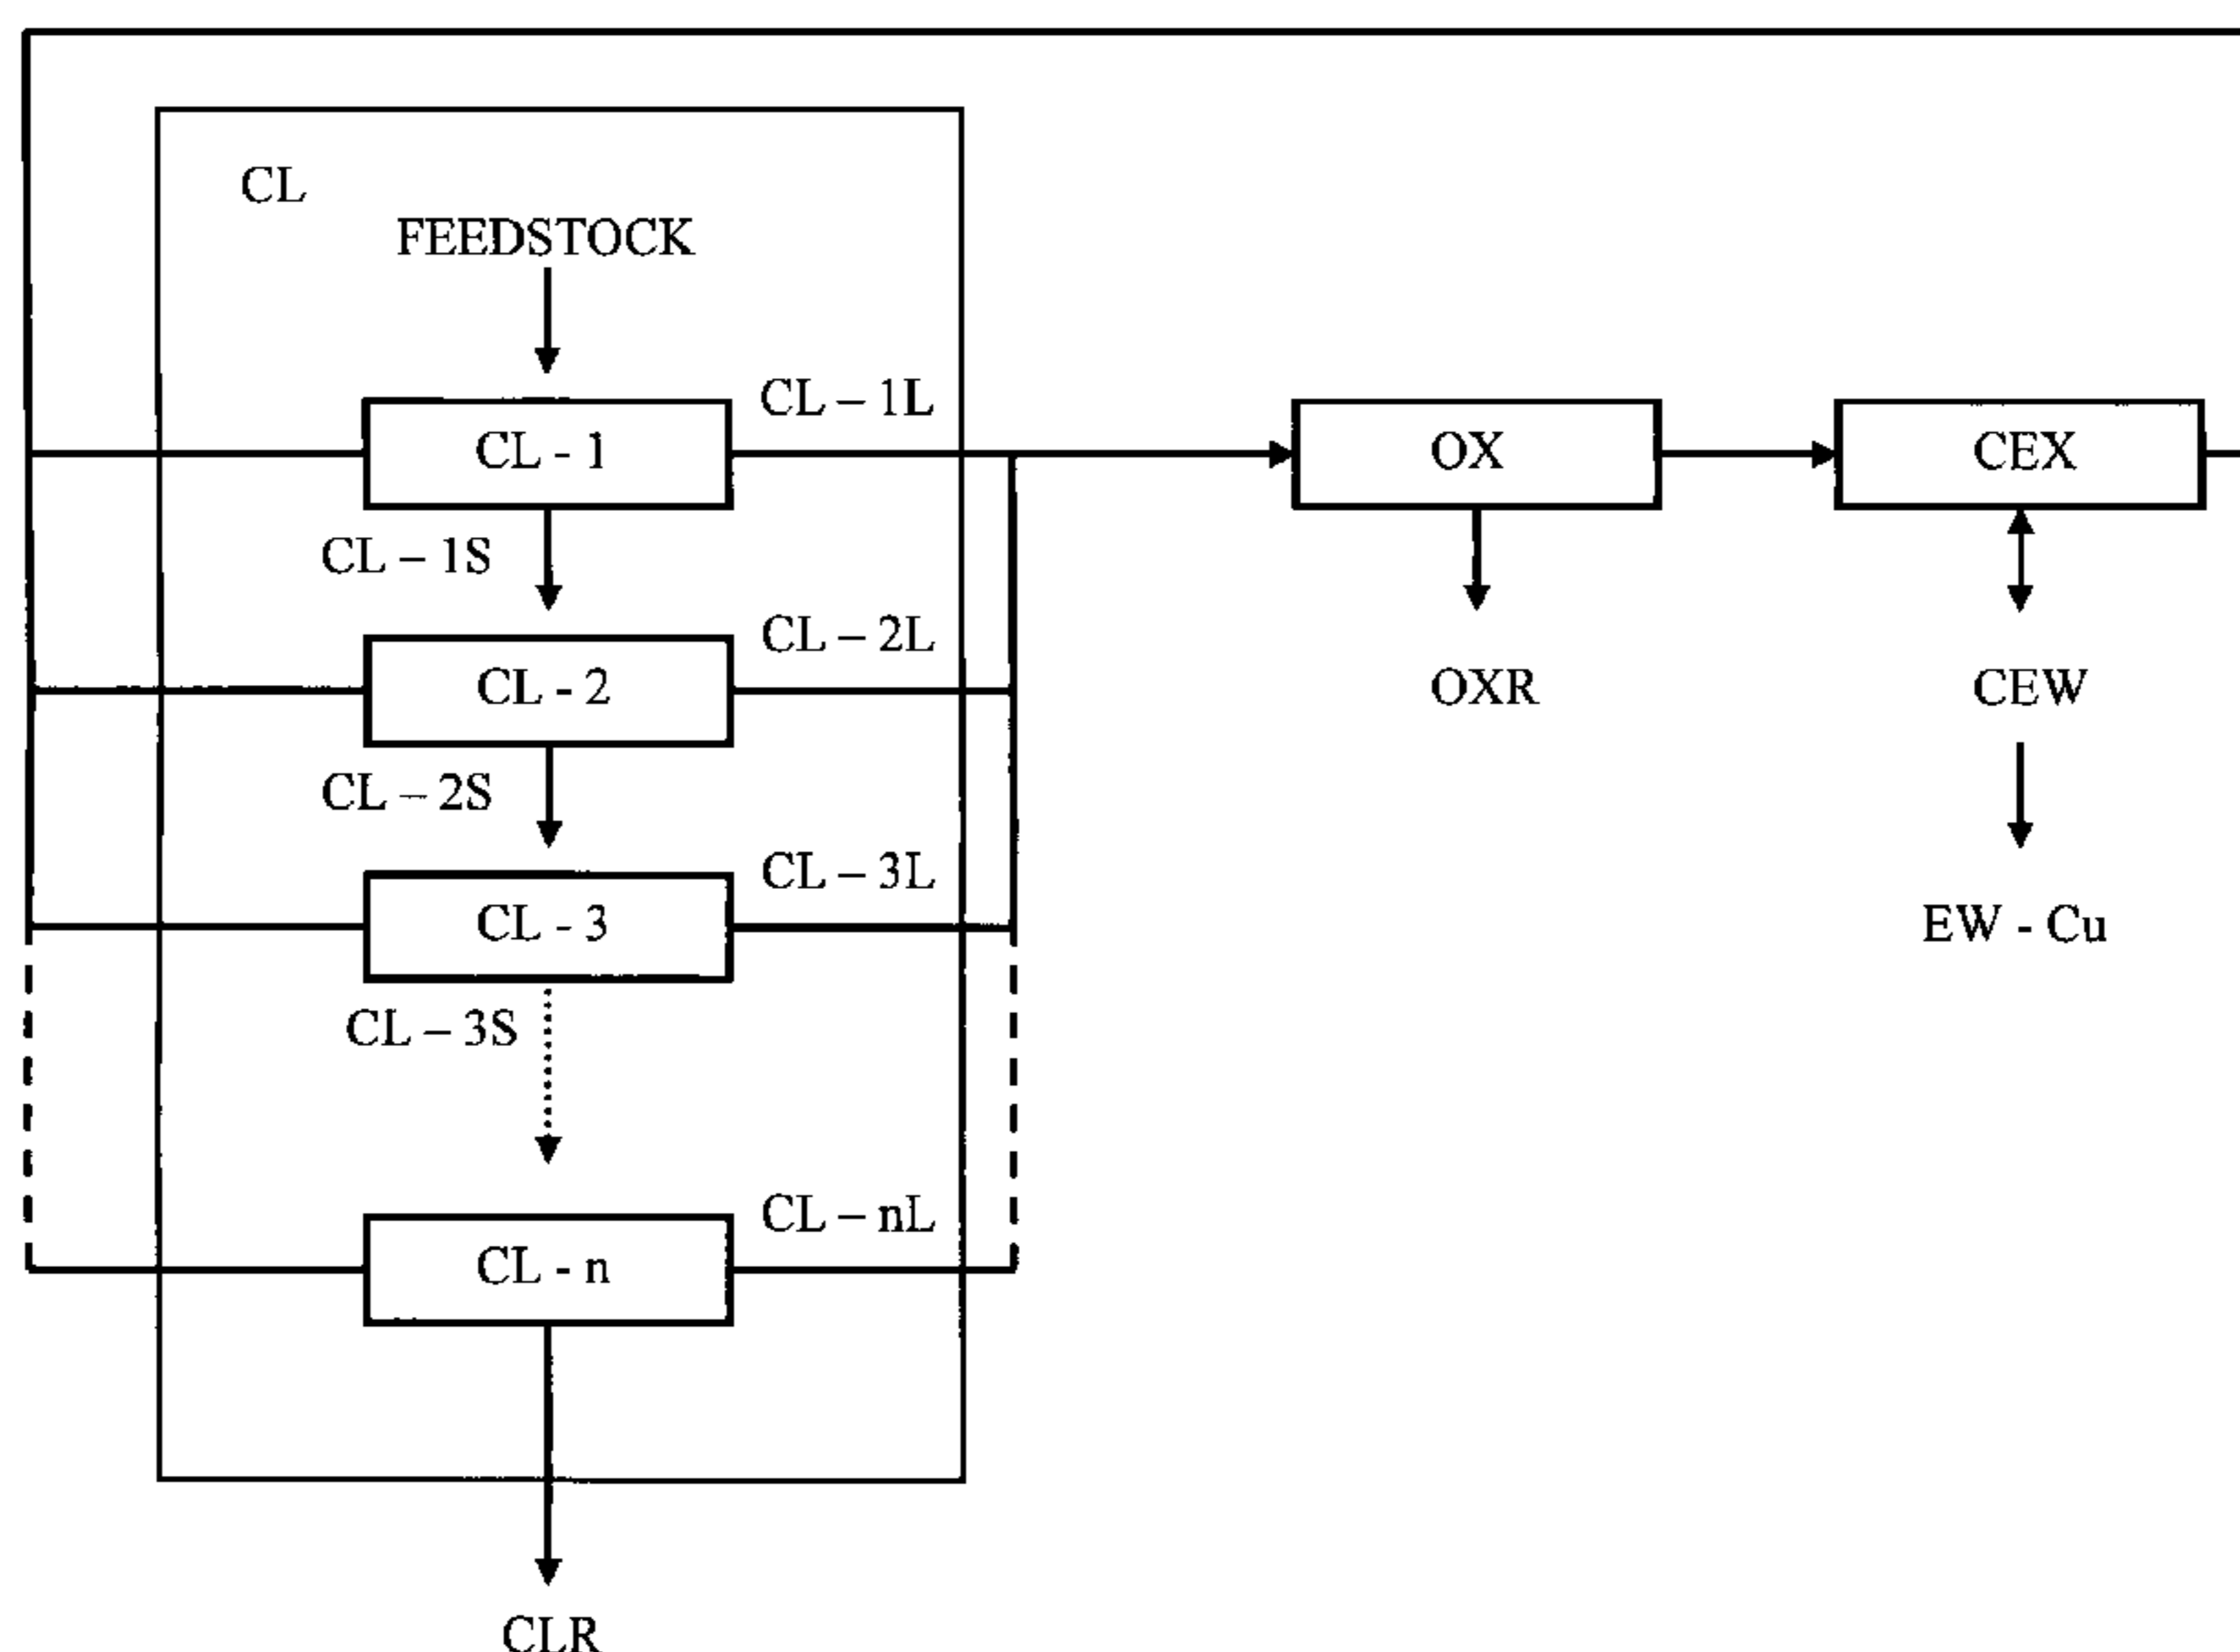 CL
FEEDSTOCK
CL - 1
CL – 1L
OX
CEX
CL – 1S
CL - 2
CL – 2L
OXR
CEW
CL – 2S
CL - 3
CL – 3L
EW - Cu
CL – 3S
CL - n
CL – nL
CLR